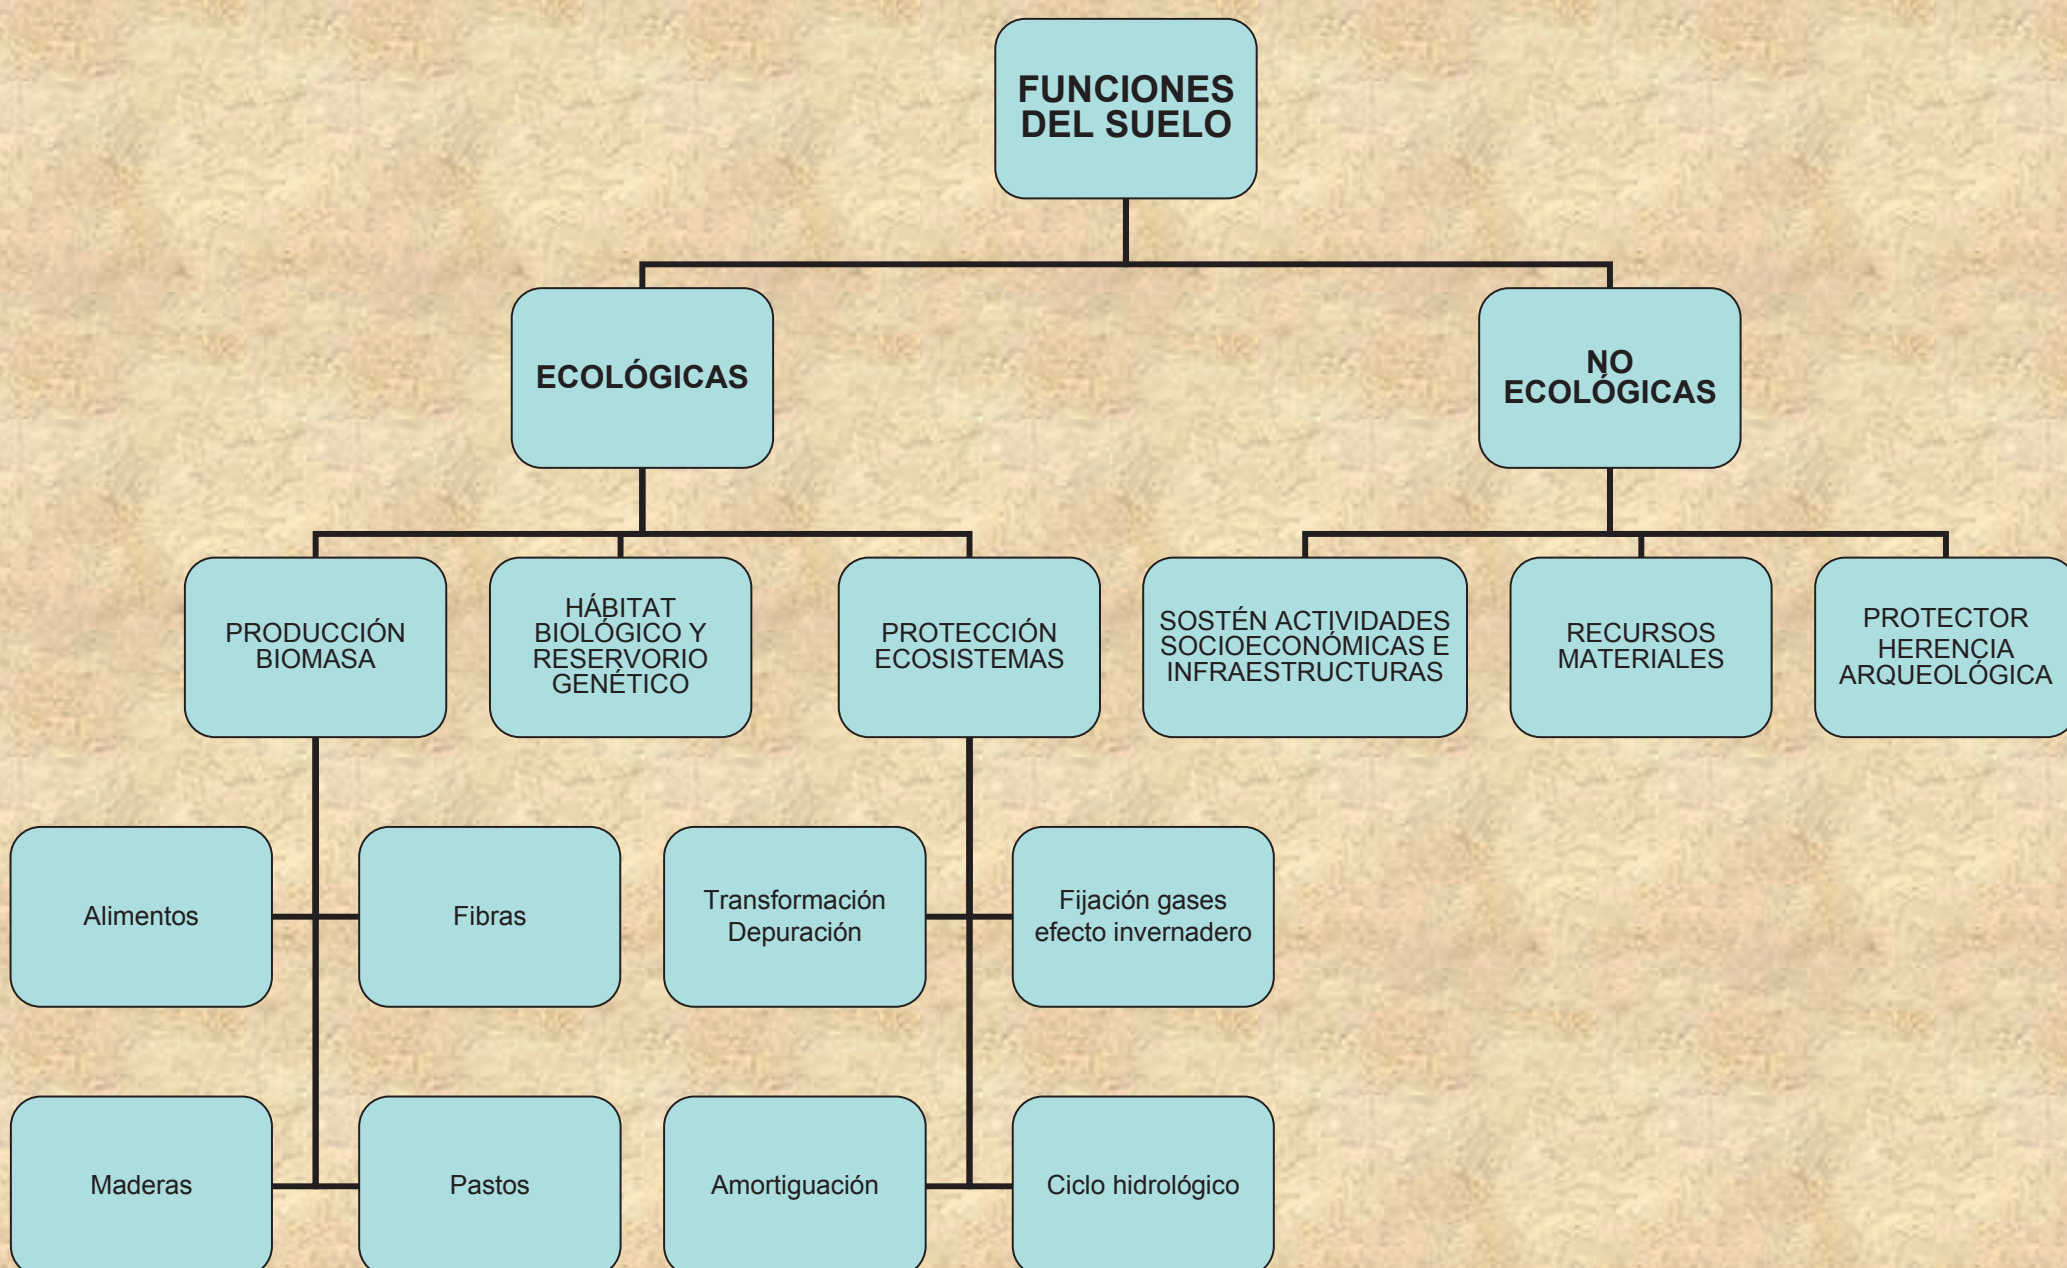 FUNCIONES
DEL SUELO
ECOLÓGICAS
NO
ECOLÓGICAS
PRODUCCIÓN
BIOMASA
HÁBITAT
BIOLÓGICO Y
RESERVORIO
GENÉTICO
PROTECCIÓN
ECOSISTEMAS
SOSTÉN ACTIVIDADES
SOCIOECONÓMICAS E
INFRAESTRUCTURAS
RECURSOS
MATERIALES
PROTECTOR
HERENCIA
ARQUEOLÓGICA
Alimentos
Fibras
Transformación
Depuración
Fijación gases
efecto invernadero
Maderas
Pastos
Amortiguación
Ciclo hidrológico